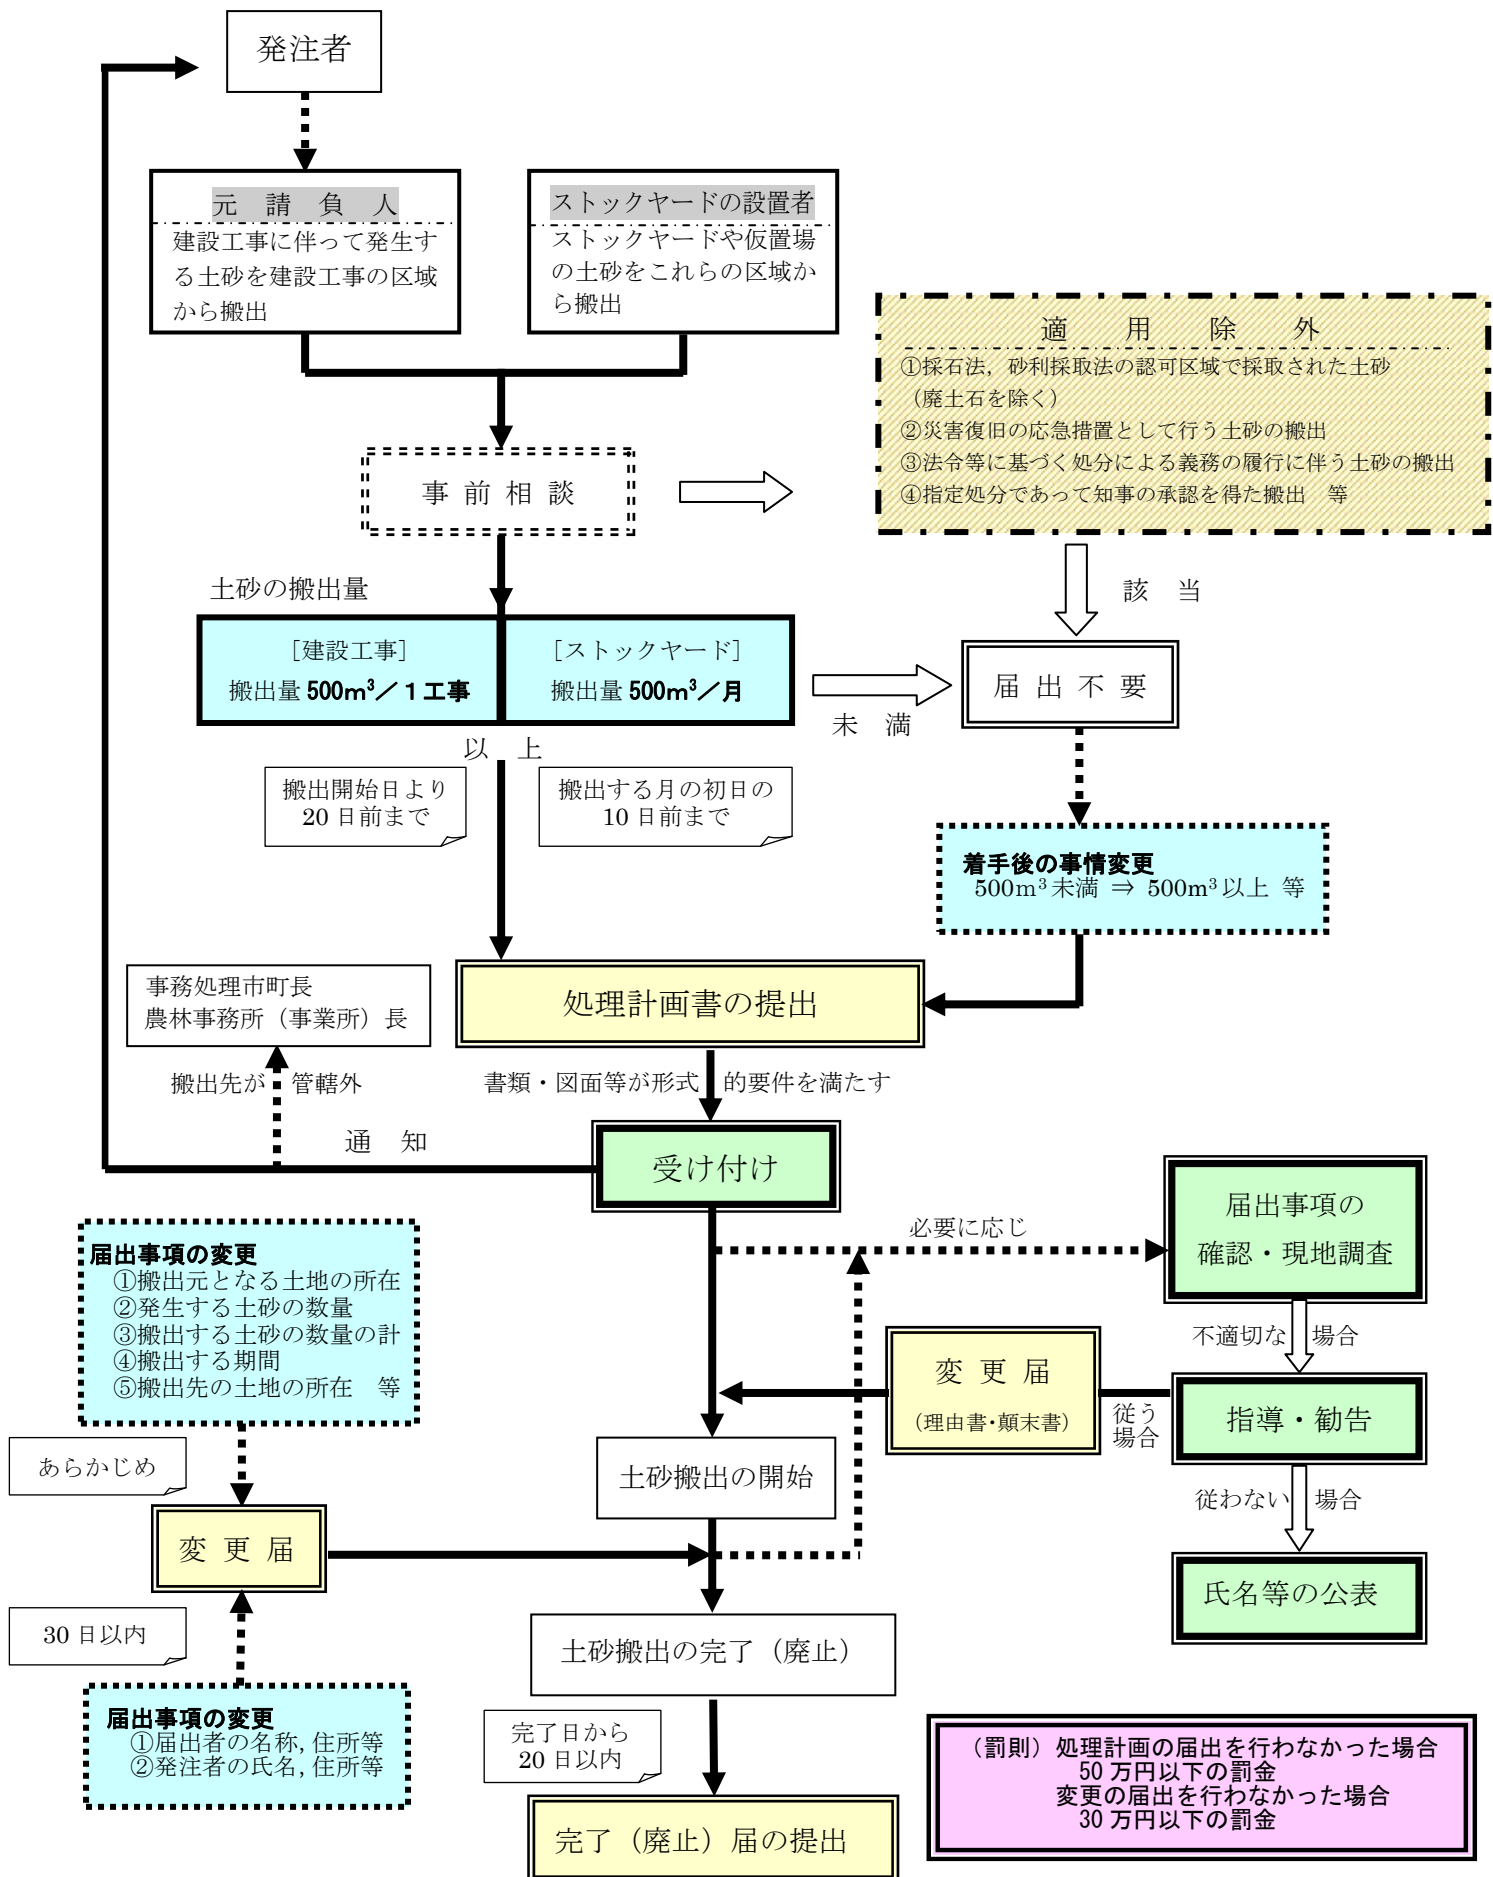 発注者
元請負人
建設工事に伴って発生す
る土砂を建設工事の区域
から搬出
ストックヤードの設置者
ストックヤードや仮置場
の土砂をこれらの区域か
ら搬出
適用除外
①採石法，砂利採取法の認可区域で採取された土砂
（廃土石を除く）
②災害復旧の応急措置として行う土砂の搬出
③法令等に基づく処分による義務の履行に伴う土砂の搬出
④指定処分であって知事の承認を得た搬出　等
事前相談
該　当
土砂の搬出量
［建設工事］
搬出量 500m³／１工事
［ストックヤード］
搬出量 500m³／月
未　満
届出不要
以　上
搬出開始日より
20 日前まで
搬出する月の初日の
10 日前まで
着手後の事情変更
500m³未満 ⇒ 500m³以上 等
処理計画書の提出
事務処理市町長
農林事務所（事業所）長
搬出先が　管轄外
書類・図面等が形式　的要件を満たす
通　知
受け付け
必要に応じ
届出事項の
確認・現地調査
届出事項の変更
①搬出元となる土地の所在
②発生する土砂の数量
③搬出する土砂の数量の計
④搬出する期間
⑤搬出先の土地の所在　等
不適切な　場合
変更届
（理由書・顛末書）
従う
場合
指導・勧告
あらかじめ
土砂搬出の開始
従わない　場合
変更届
氏名等の公表
30 日以内
土砂搬出の完了（廃止）
届出事項の変更
①届出者の名称，住所等
②発注者の氏名，住所等
完了日から
20 日以内
（罰則）処理計画の届出を行わなかった場合
50 万円以下の罰金
変更の届出を行わなかった場合
30 万円以下の罰金
完了（廃止）届の提出